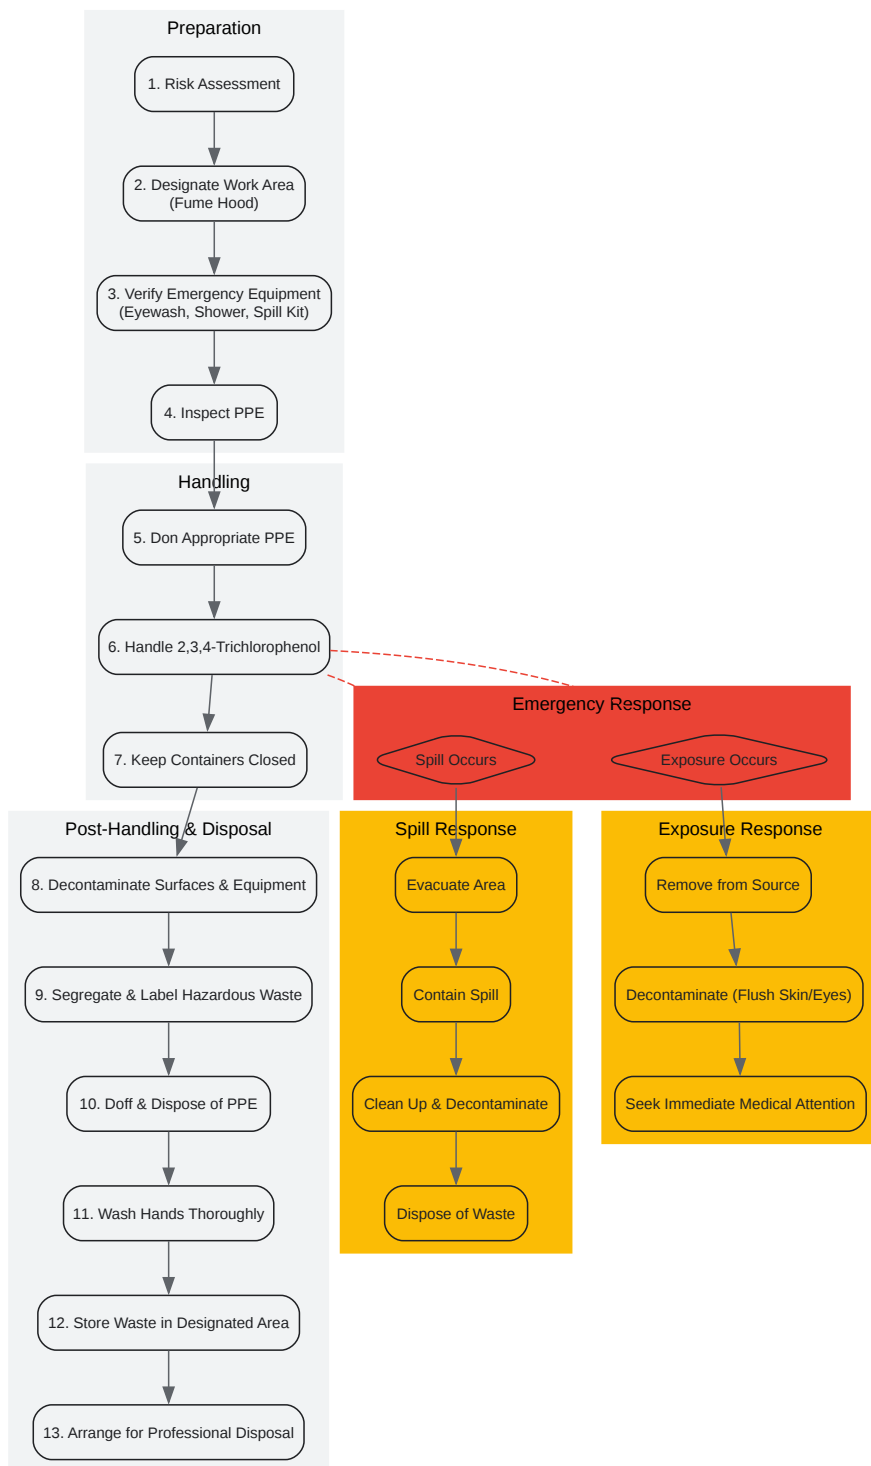 Preparation
1. Risk Assessment
2. Designate Work Area
(Fume Hood)
3. Verify Emergency Equipment
(Eyewash, Shower, Spill Kit)
4. Inspect PPE
Handling
5. Don Appropriate PPE
6. Handle 2,3,4-Trichlorophenol
7. Keep Containers Closed
Emergency Response
Spill Occurs
Exposure Occurs
Post-Handling & Disposal
8. Decontaminate Surfaces & Equipment
9. Segregate & Label Hazardous Waste
10. Doff & Dispose of PPE
11. Wash Hands Thoroughly
12. Store Waste in Designated Area
13. Arrange for Professional Disposal
Spill Response
Evacuate Area
Contain Spill
Clean Up & Decontaminate
Dispose of Waste
Exposure Response
Remove from Source
Decontaminate (Flush Skin/Eyes)
Seek Immediate Medical Attention